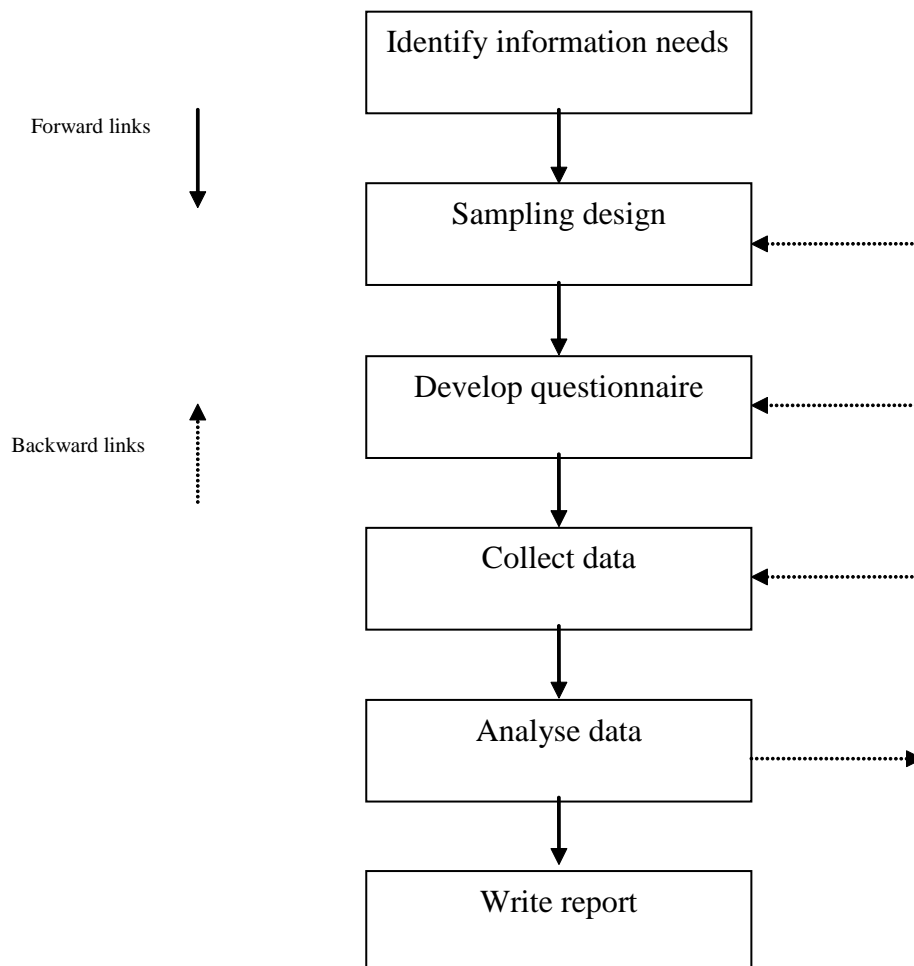 Identify information needs
Forward links
Sampling design
Develop questionnaire
Backward links
Collect data
Analyse data
Write report